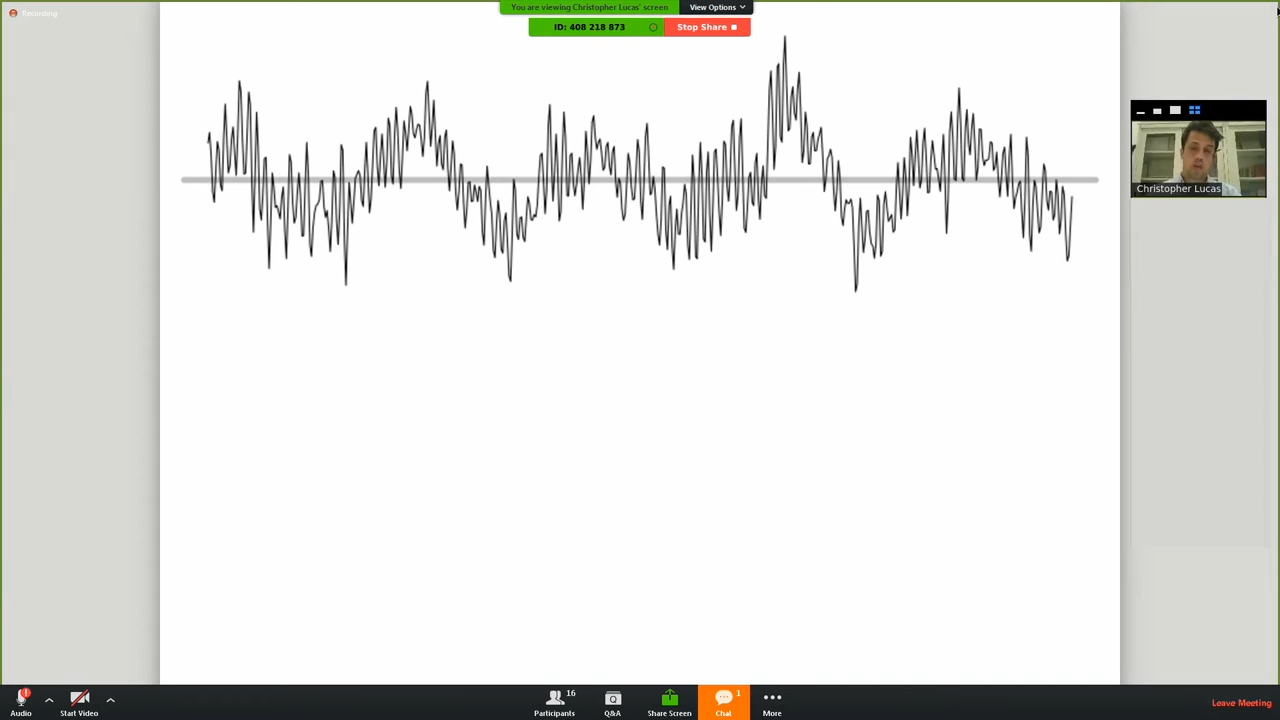 Recording
You are viewing Christopher Lucas' screen
View Options
ID: 408 218 873
Stop Share
Christopher Lucas
Audio
Start Video
16
Participants
Q
Q&A
Share Screen
1
Chat
More
Leave Meeting